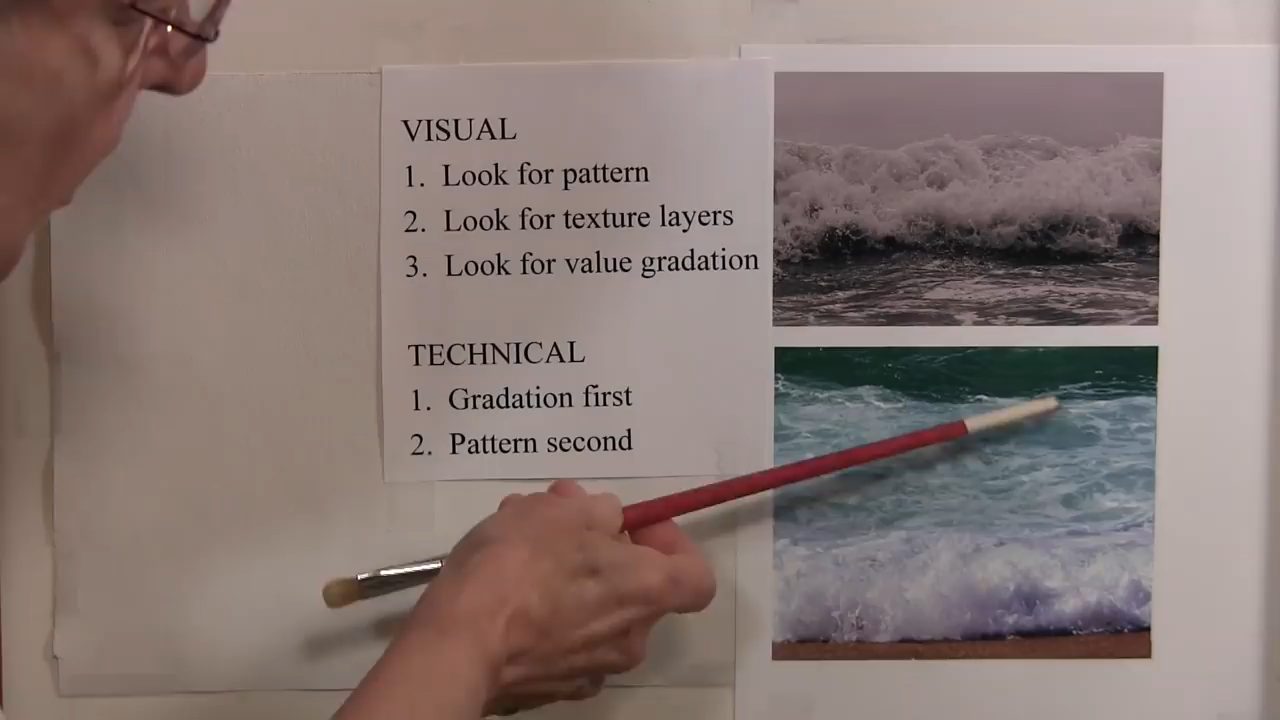 VISUAL
1. Look for pattern
2. Look for texture layers
3. Look for value gradation
TECHNICAL
1. Gradation first
2. Pattern second